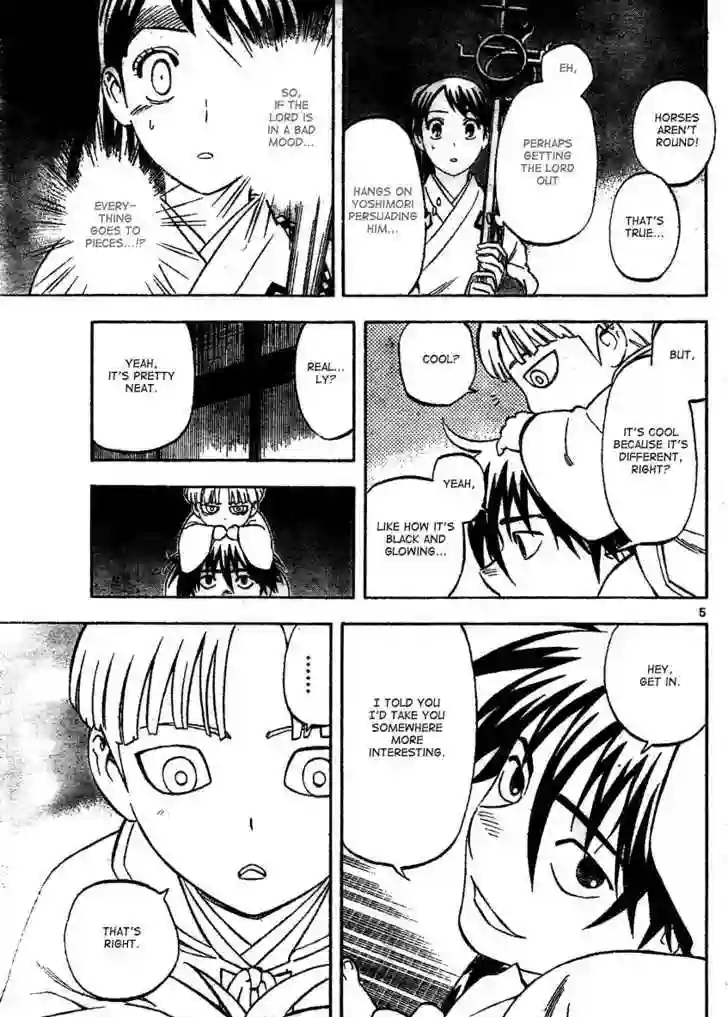 HORSES
AREN'T
ROUND!
THAT'S
TRUE...
EH,
PERHAPS
GETTING
THE LORD
OUT
HANGS ON
YOSHIMORI
PERSUADING
HIM...
SO,
IF THE
LORD IS
IN A BAD
MOOD...
EVERY-
THING
GOES TO
PIECES...!?
BUT,
IT'S COOL
BECAUSE IT'S
DIFFERENT,
RIGHT?
COOL?
YEAH,
LIKE HOW IT'S
BLACK AND
GLOWING...
REAL...
LY?
YEAH,
IT'S PRETTY
NEAT.
5
HEY,
GET IN.
I TOLD YOU
I'D TAKE YOU
SOMEWHERE
MORE
INTERESTING.
......
THAT'S
RIGHT.